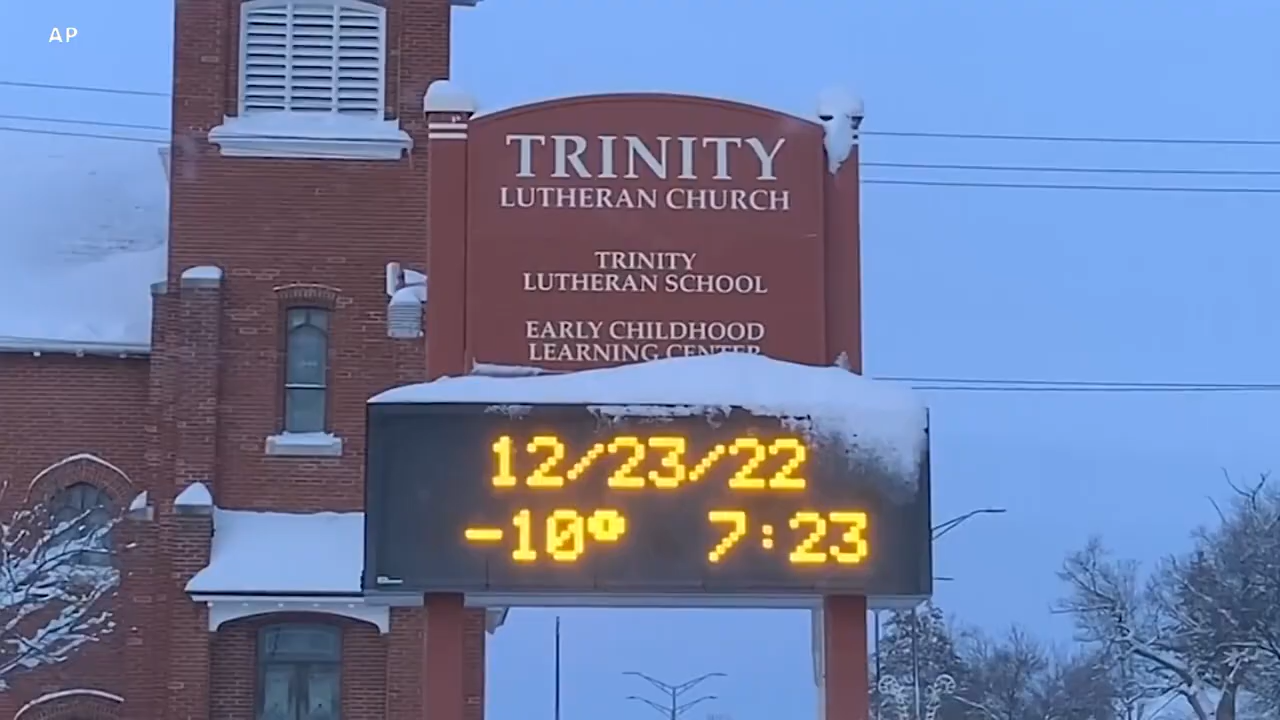 AP
TRINITY
LUTHERAN CHURCH
TRINITY
LUTHERAN SCHOOL
EARLY CHILDHOOD
LEARNING CENTER
12/23/22
-10° 7:23